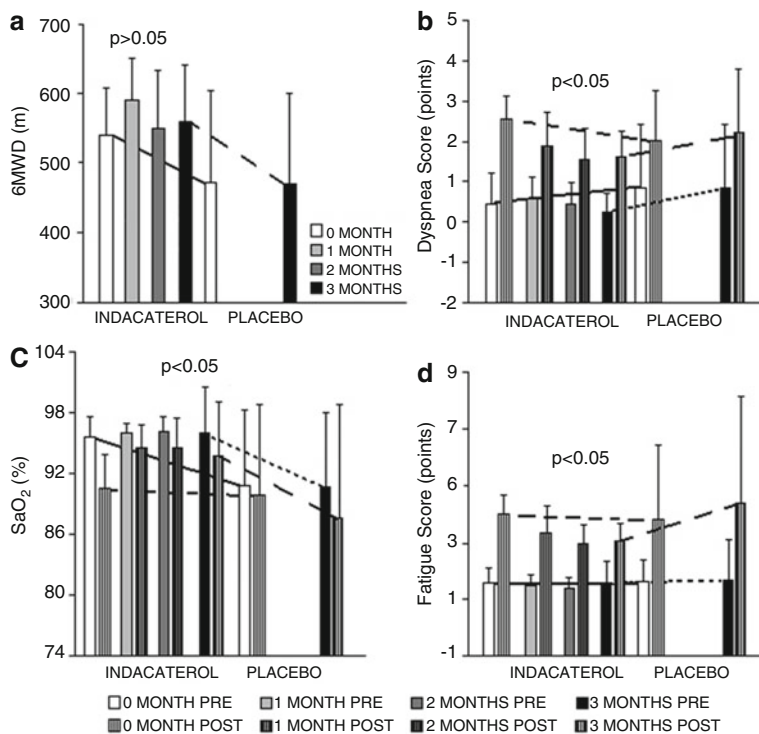 a
700
600
500
400
300
6MWD (m)
p>0.05
0 MONTH
1 MONTH
2 MONTHS
3 MONTHS
INDACATEROL PLACEBO
b
5
4
3
2
1
0
-1
-2
Dyspnea Score (points)
p<0.05
INDACATEROL PLACEBO
C
104
98
92
86
80
74
SaO2 (%)
p<0.05
INDACATEROL PLACEBO
d
9
7
6
3
1
-1
Fatigue Score (points)
p<0.05
INDACATEROL PLACEBO
0 MONTH PRE 1 MONTH PRE 2 MONTHS PRE 3 MONTHS PRE
0 MONTH POST 1 MONTH POST 2 MONTHS POST 3 MONTHS POST